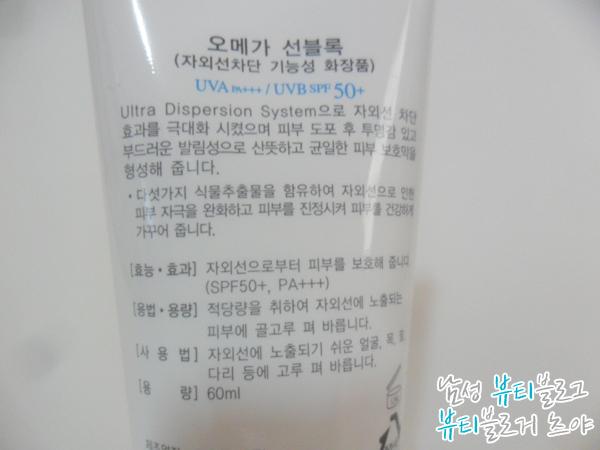 오메가 선블록
(자외선차단 기능성 화장품)
UVA PA+++ / UVB SPF 50+
Ultra Dispersion System으로 자외선 차단
효과를 극대화 시켰으며 피부 도포 후 투명감 있고
부드러운 발림성으로 산뜻하고 균일한 피부 보호막을
형성해 줍니다.
• 다섯가지 식물추출물을 함유하여 자외선으로 인한
피부 자극을 완화하고 피부를 진정시켜 피부를 건강하게
가꾸어 줍니다.
[효능•효과] 자외선으로부터 피부를 보호해 줍니다
(SPF50+, PA+++)
[용법•용량] 적당량을 취하여 자외선에 노출되는
피부에 골고루 펴 바릅니다.
[사 용 법] 자외선에 노출되기 쉬운 얼굴, 목, 팔,
다리 등에 고루 펴 바릅니다.
[용 량] 60ml
남성 뷰티블로그
뷰티블로거 츠야